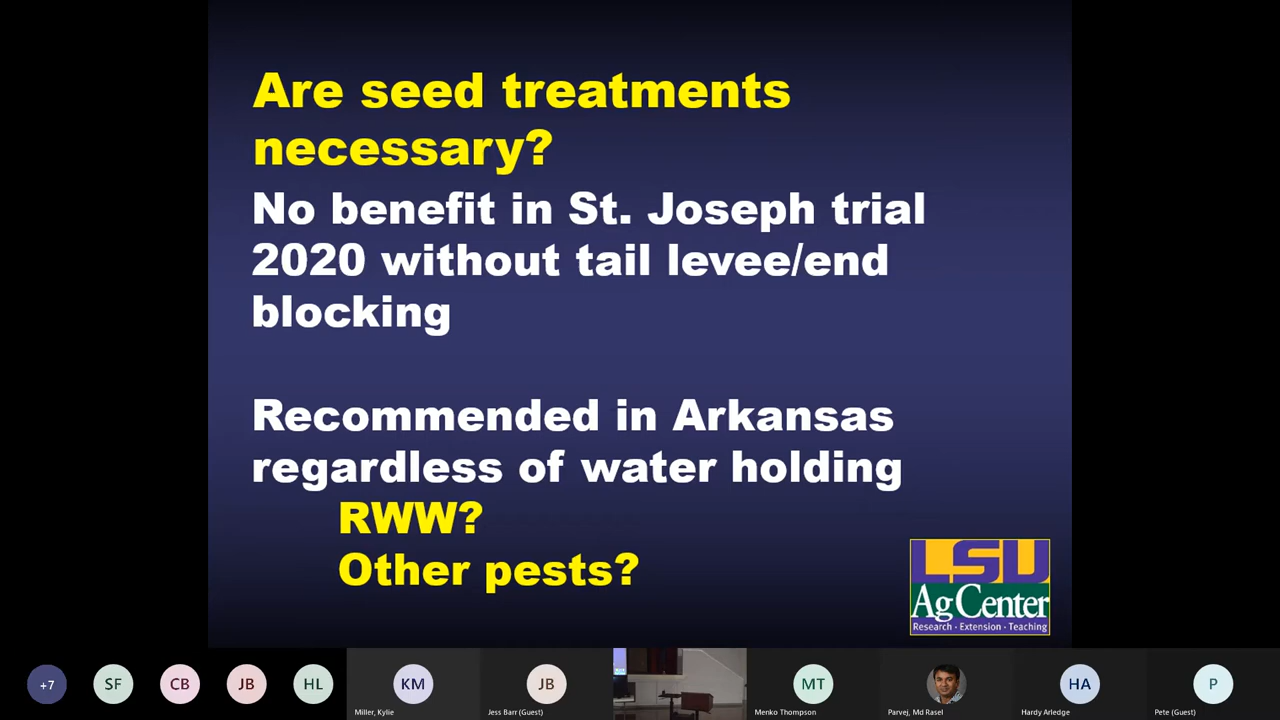 Are seed treatments
necessary?
No benefit in St. Joseph trial
2020 without tail levee/end
blocking
Recommended in Arkansas
regardless of water holding
RWW?
Other pests?
LSU
AgCenter
Research · Extension · Teaching
+7
SF
CB
JB
HL
KM
JB
MT
HA
P
Miller, Kylie
Jess Barr (Guest)
Menko Thompson
Parvej, Md Rasel
Hardy Arledge
Pete (Guest)